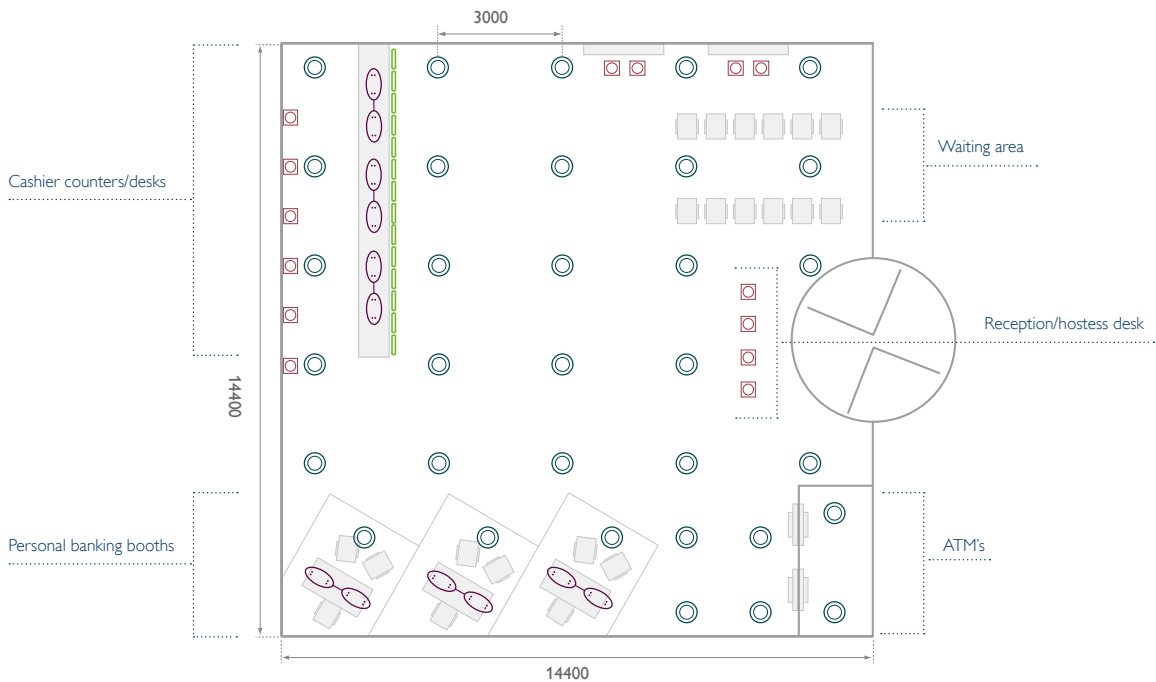 3000
Waiting area
Cashier counters/desks
Reception/hostess desk
14400
Personal banking booths
ATM's
14400